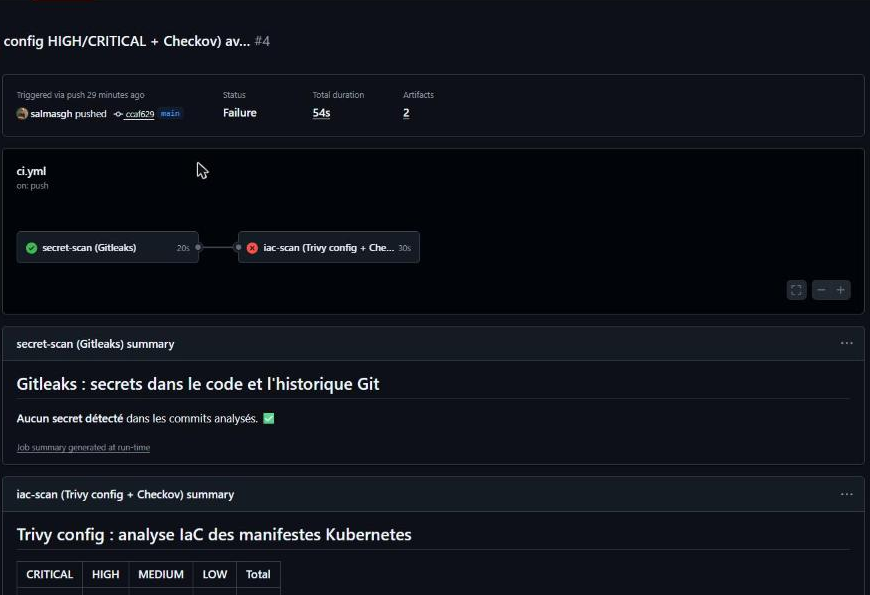 config HIGH/CRITICAL + Checkov) av... #4
Triggered via push 29 minutes ago
Status
Total duration
Artifacts
salmasgh pushed ccaf629 main
Failure
54s
2
ci.yml
on: push
secret-scan (Gitleaks) 20s
iac-scan (Trivy config + Che... 30s
secret-scan (Gitleaks) summary
Gitleaks : secrets dans le code et l'historique Git
Aucun secret détecté dans les commits analysés.
Job summary generated at run-time
iac-scan (Trivy config + Checkov) summary
Trivy config : analyse IaC des manifestes Kubernetes
CRITICAL HIGH MEDIUM LOW Total